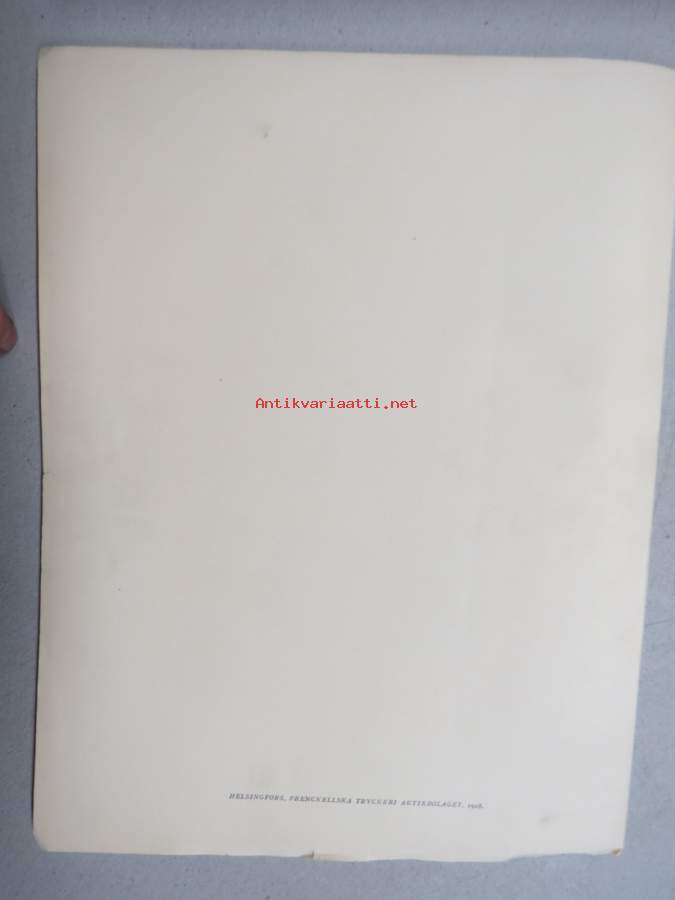 Antikvariaatti.net
HELSINGFORS, FRENCKELLSKA TRYCKERI AKTIEBOLAGET,